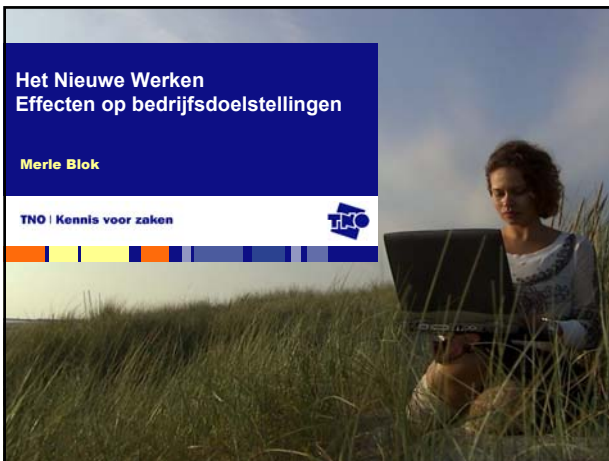 Het Nieuwe Werken
Effecten op bedrijfsdoelstellingen
Merle Blok
TNO | Kennis voor zaken
TNO